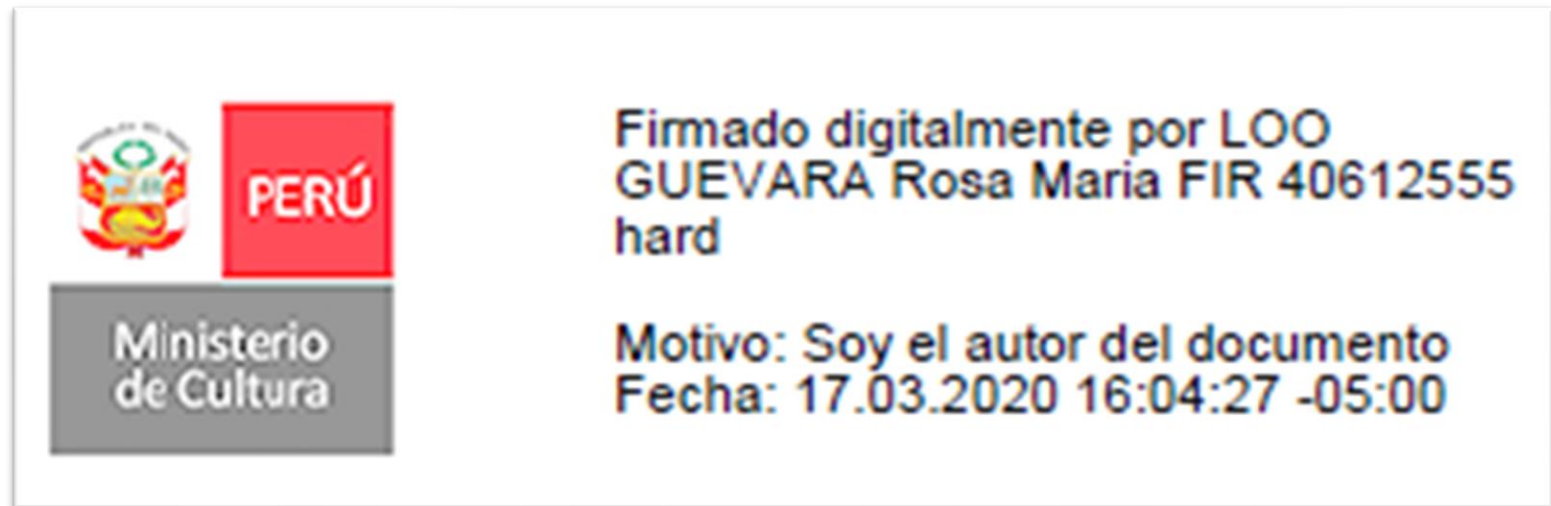 PERÚ
Ministerio
de Cultura
Firmado digitalmente por LOO
GUEVARA Rosa Maria FIR 40612555
hard
Motivo: Soy el autor del documento
Fecha: 17.03.2020 16:04:27 -05:00